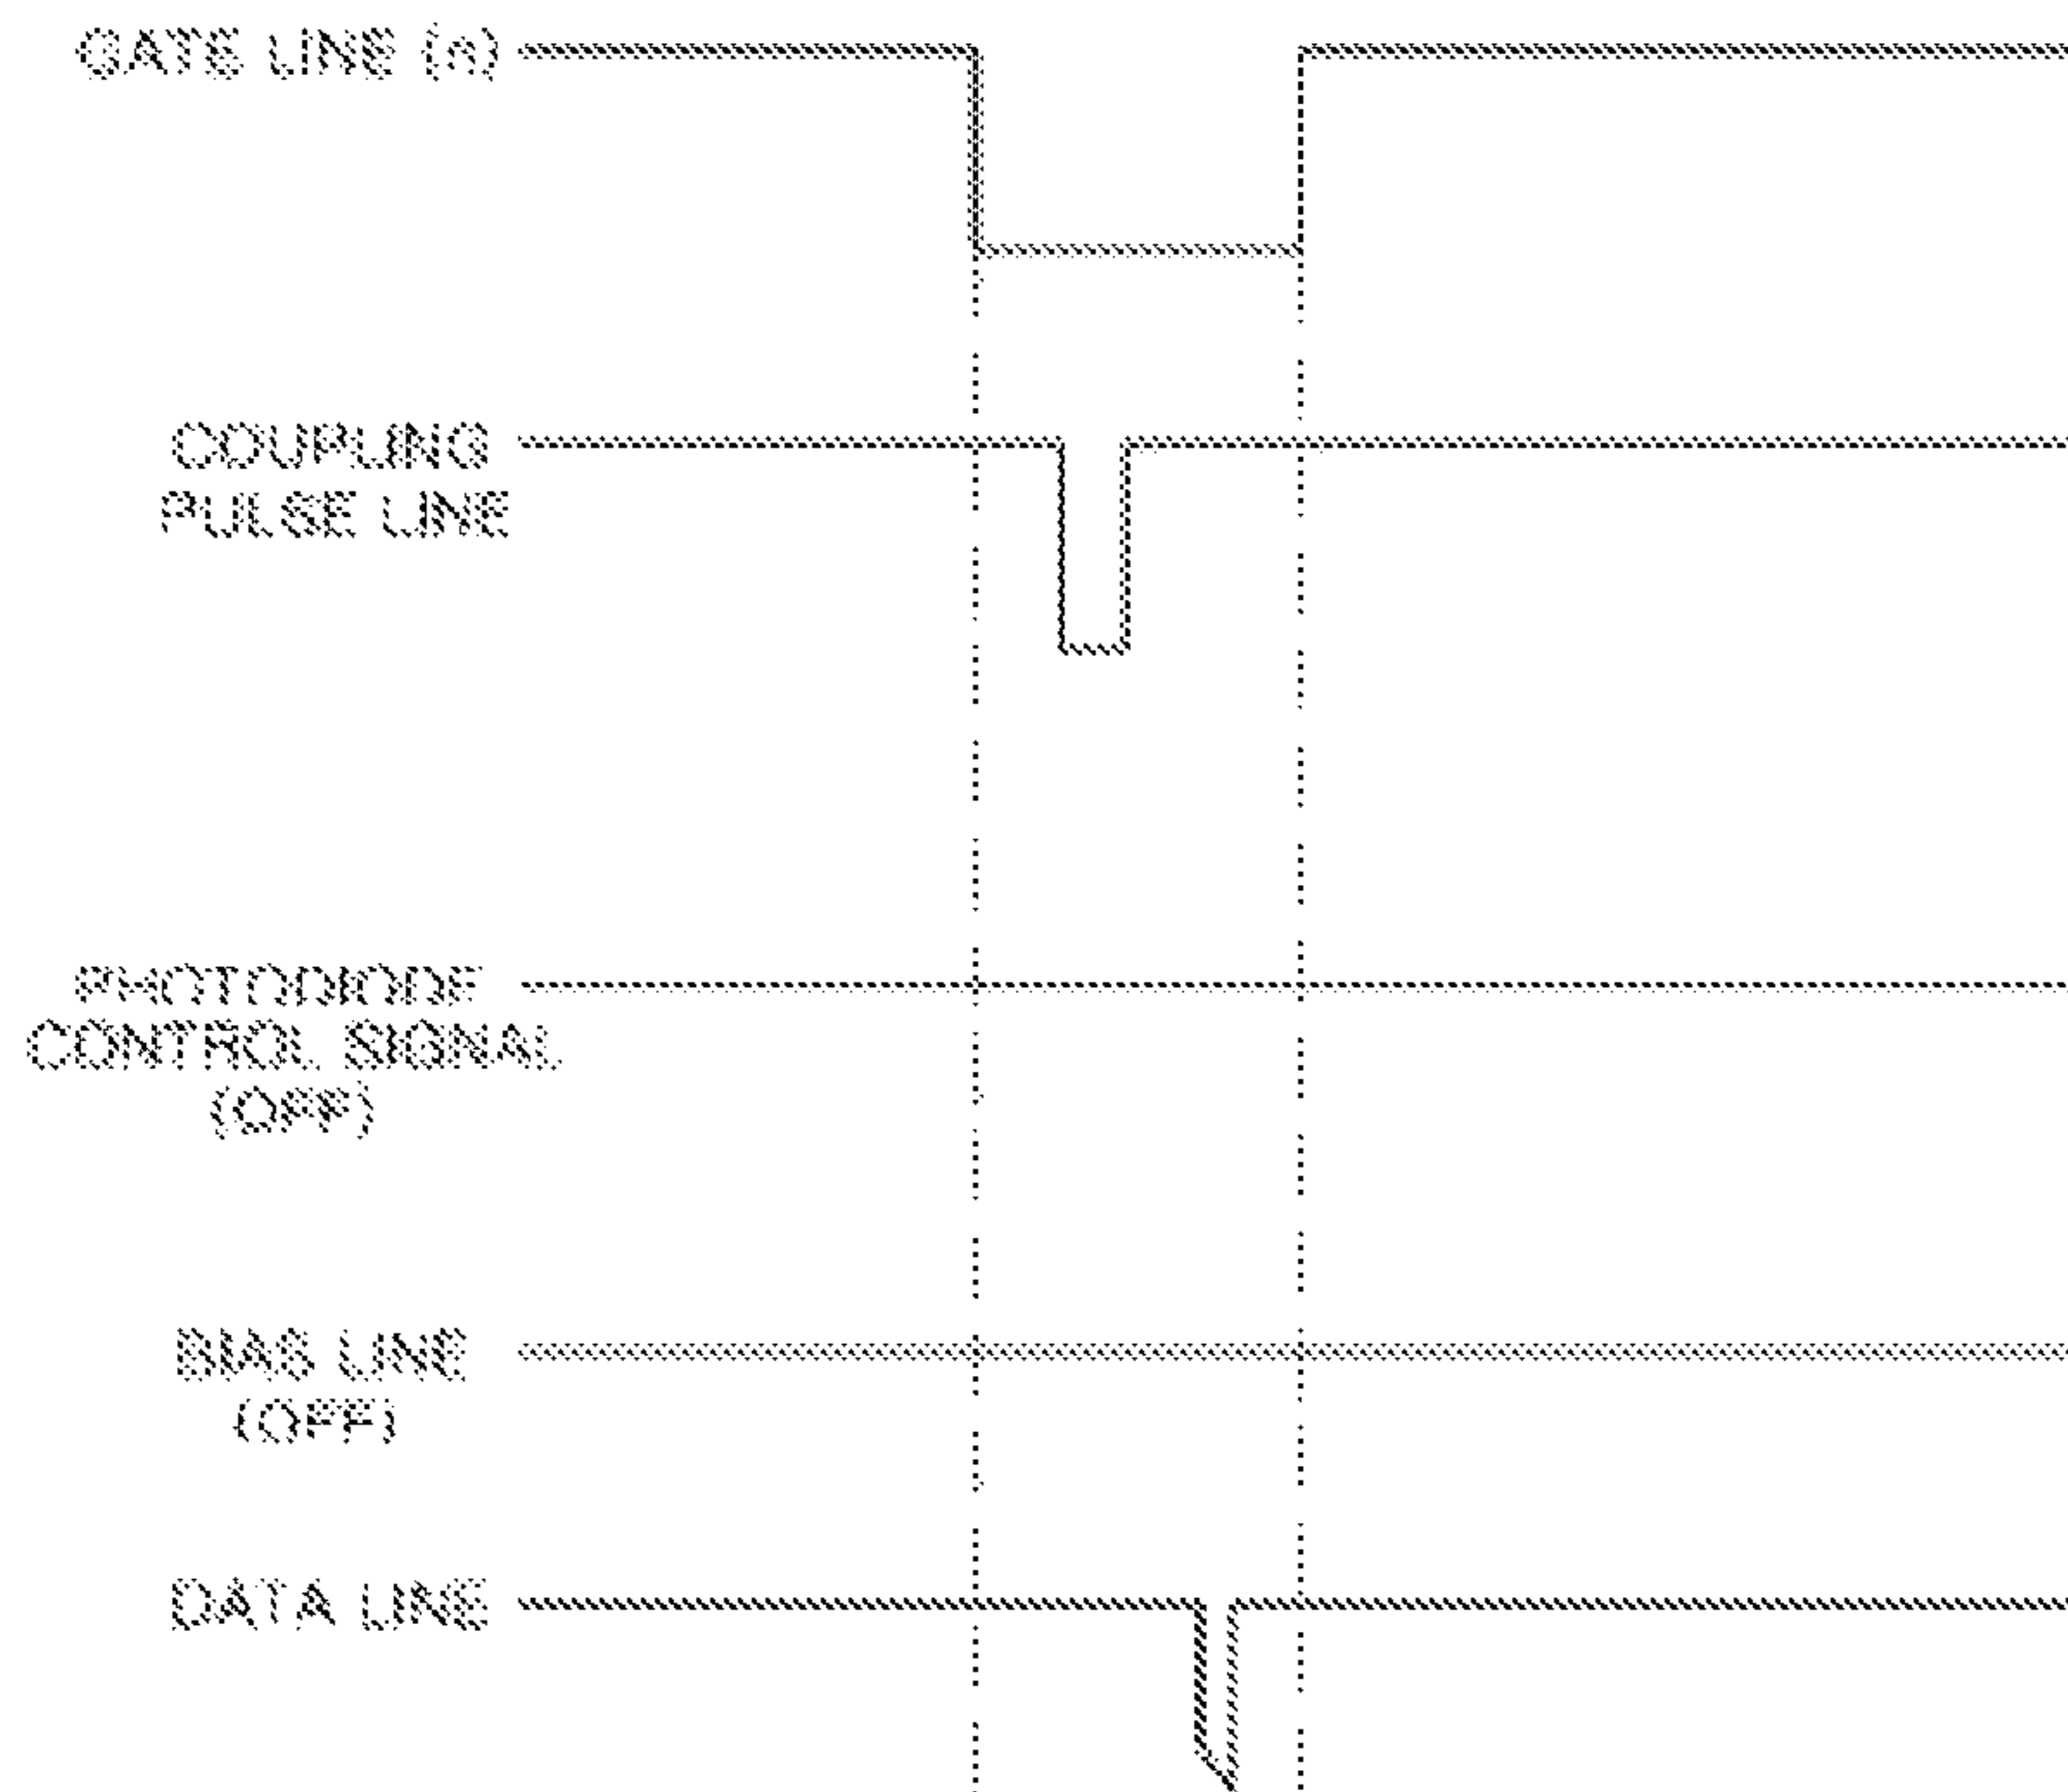 GATE LINE (n)
COUPLING
PULSE LINE
PHOTODIODE
CONTROL SIGNAL
(OFF)
BIAS LINE
(OFF)
DATA LINE